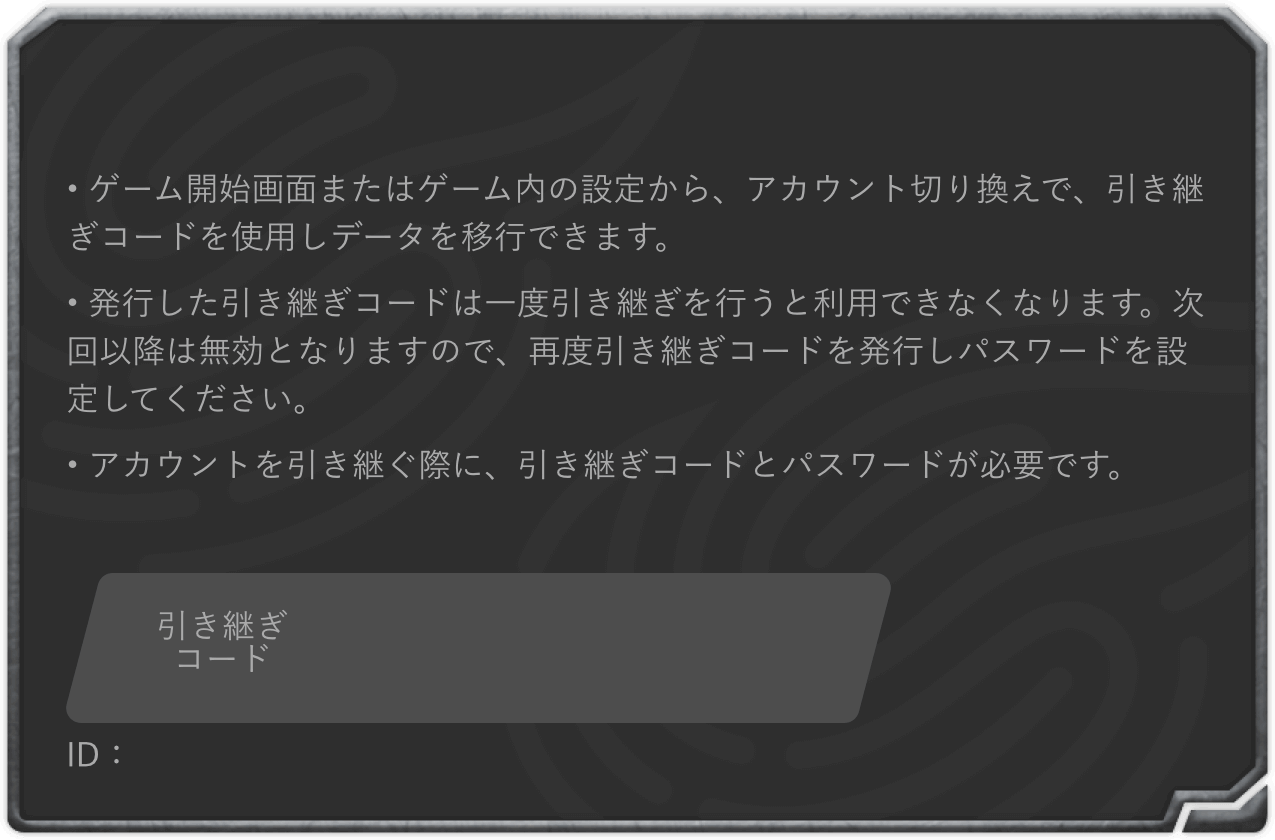 • ゲーム開始画面またはゲーム内の設定から、アカウント切り換えで、引き継
ぎコードを使用しデータを移行できます。
• 発行した引き継ぎコードは一度引き継ぎを行うと利用できなくなります。次
回以降は無効となりますので、再度引き継ぎコードを発行しパスワードを設
定してください。
• アカウントを引き継ぐ際に、引き継ぎコードとパスワードが必要です。
引き継ぎ
コード
ID：